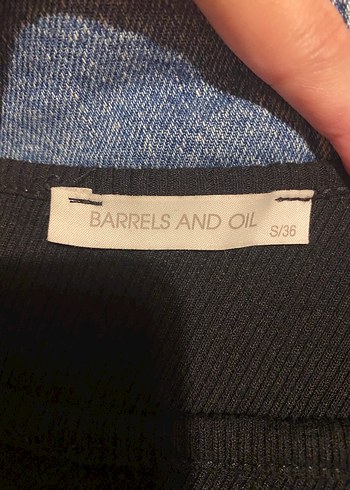 BARRELS AND OIL
S/36